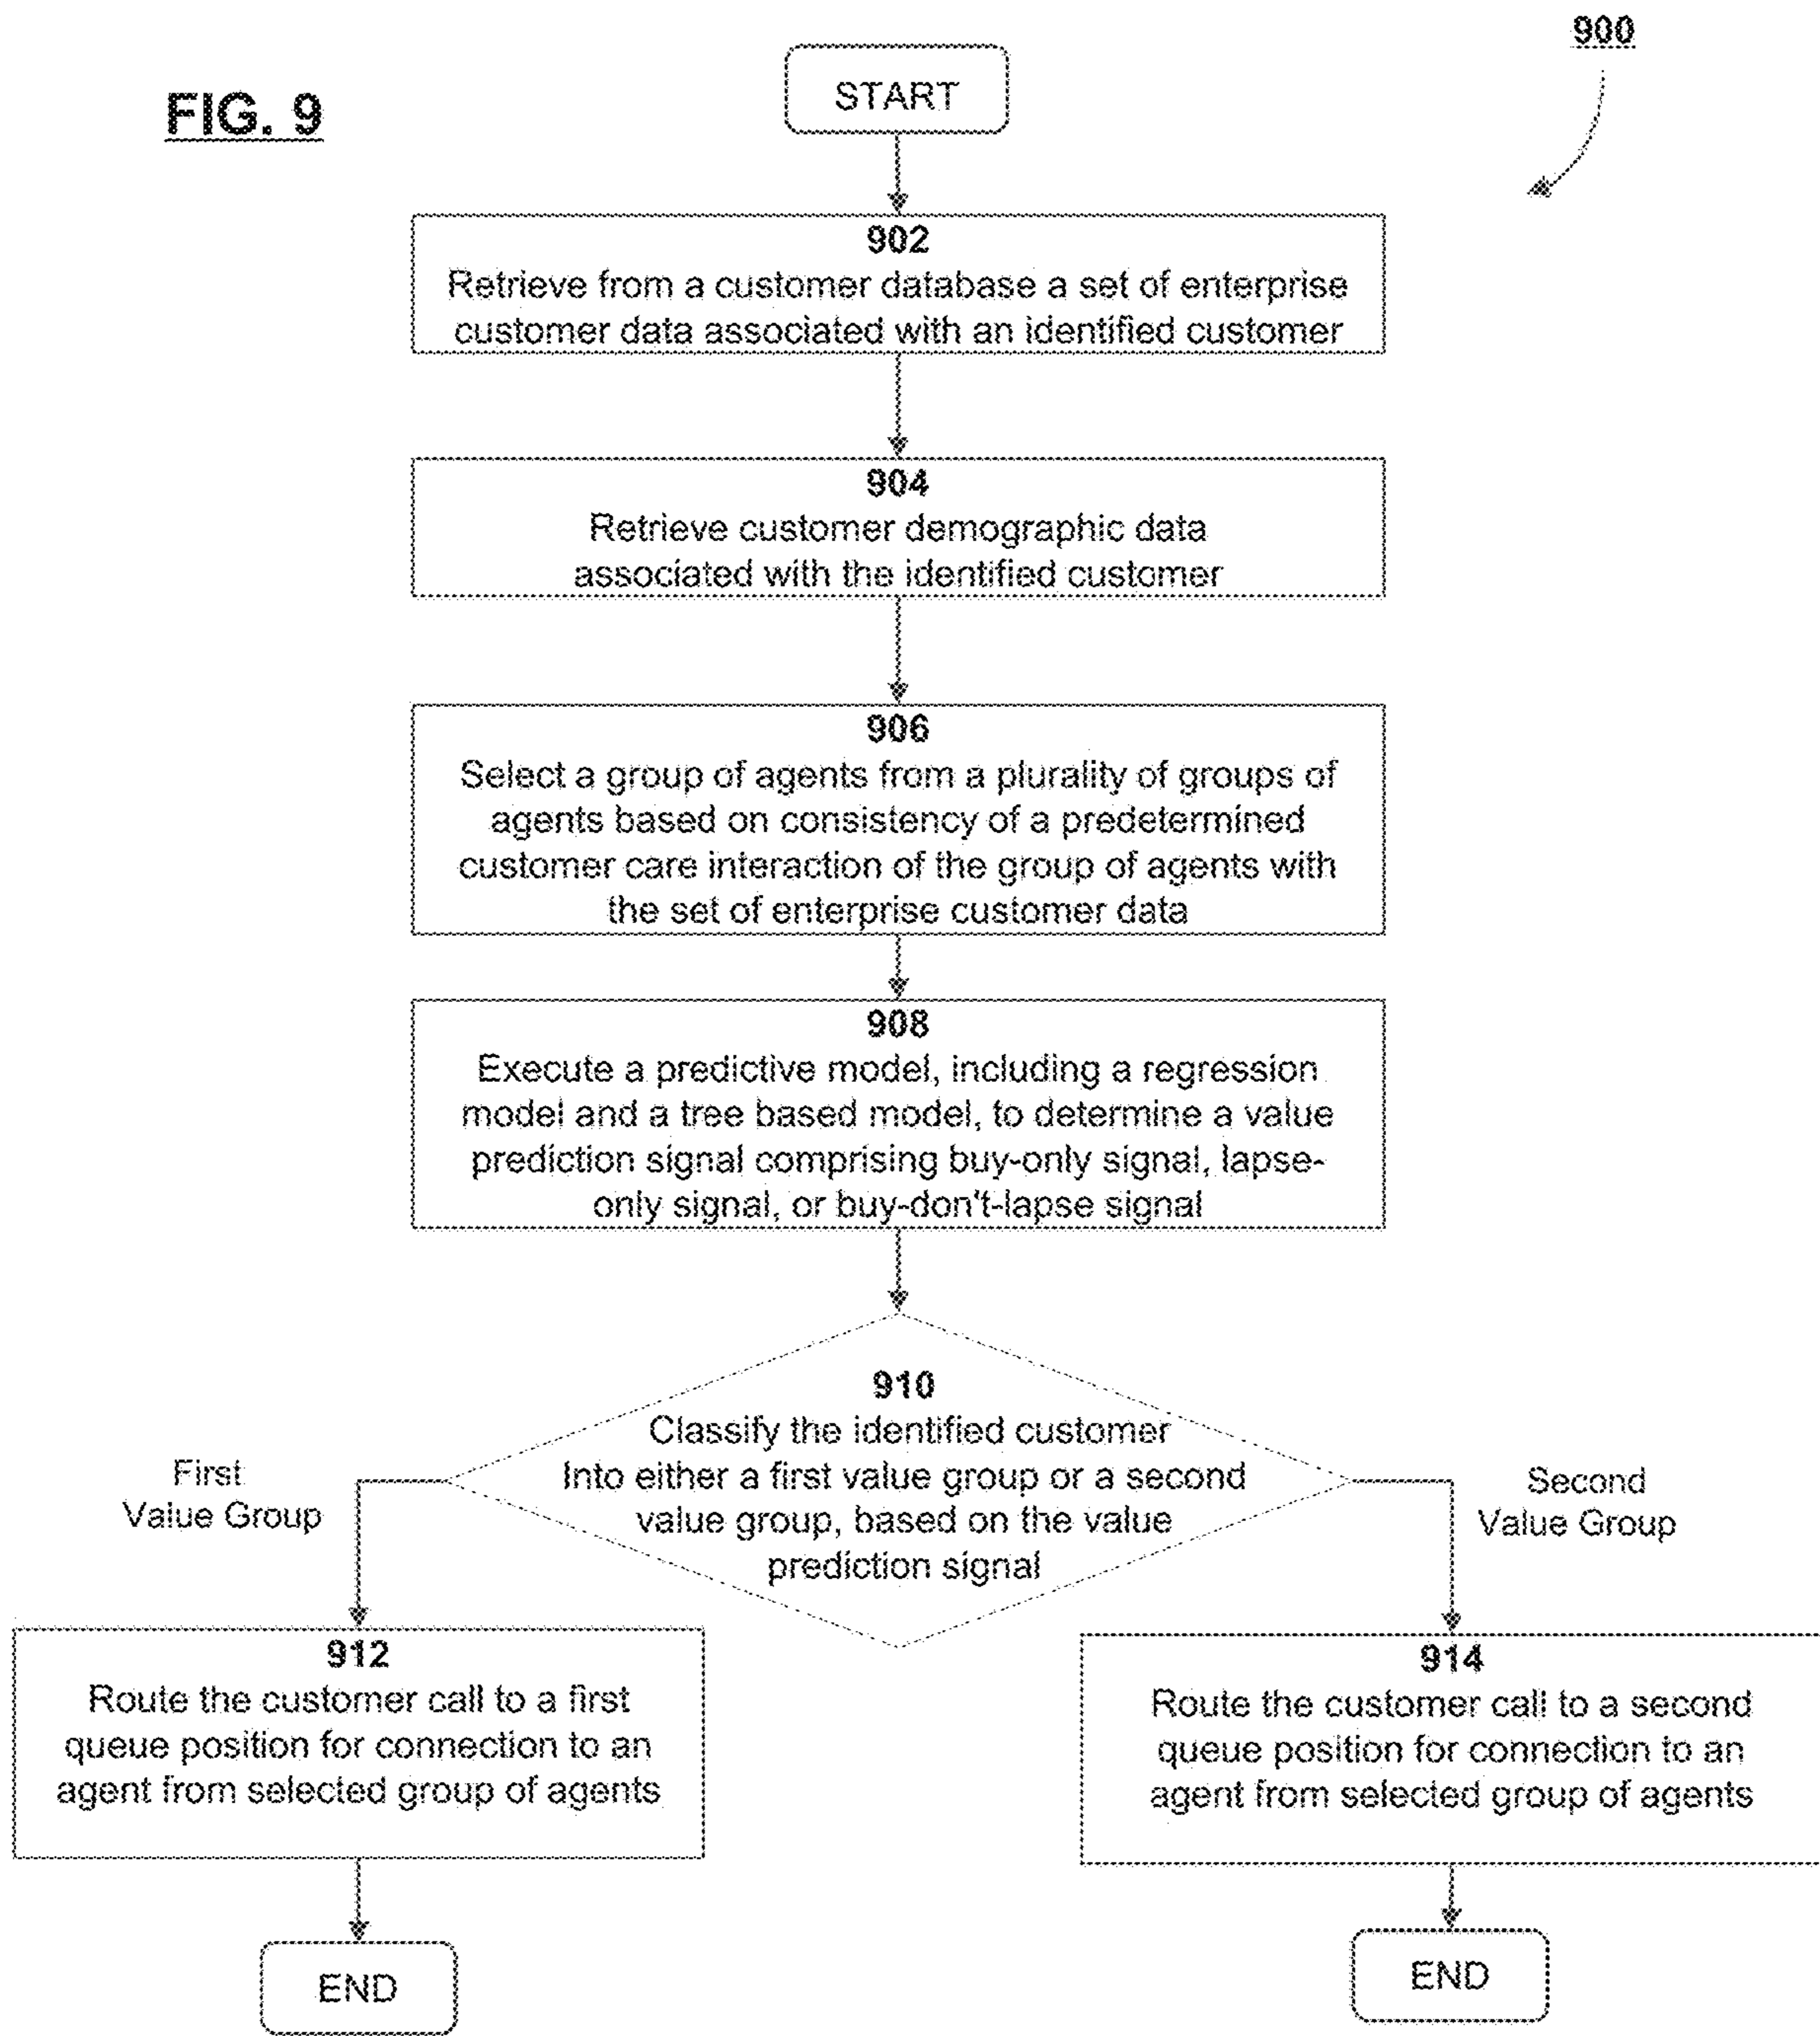 900
FIG. 9
START
902
Retrieve from a customer database a set of enterprise
customer data associated with an identified customer
904
Retrieve customer demographic data
associated with the identified customer
906
Select a group of agents from a plurality of groups of
agents based on consistency of a predetermined
customer care interaction of the group of agents with
the set of enterprise customer data
908
Execute a predictive model, including a regression
model and a tree based model, to determine a value
prediction signal comprising buy-only signal, lapse-
only signal, or buy-don't-lapse signal
910
Classify the identified customer
Into either a first value group or a second
value group, based on the value
prediction signal
First
Value Group
Second
Value Group
912
Route the customer call to a first
queue position for connection to an
agent from selected group of agents
914
Route the customer call to a second
queue position for connection to an
agent from selected group of agents
END
END